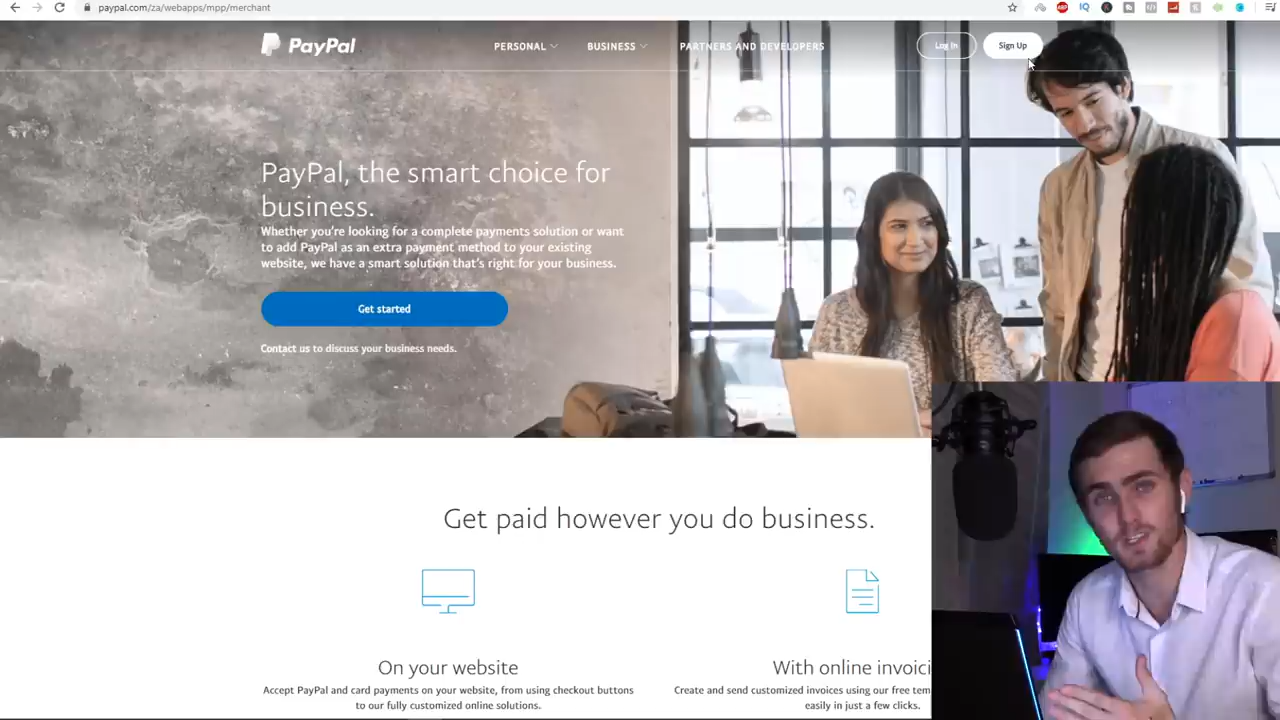 paypal.com/za/webapps/mpp/merchant
PayPal
PERSONAL
BUSINESS
PARTNERS AND DEVELOPERS
Log In
Sign Up
PayPal, the smart choice for
business.
Whether you're looking for a complete payments solution or want
to add PayPal as an extra payment method to your existing
website, we have a smart solution that's right for your business.
Get started
Contact us to discuss your business needs.
Get paid however you do business.
On your website
Accept PayPal and card payments on your website, from using checkout buttons
to our fully customized online solutions.
With online invoici
Create and send customized invoices using our free tem
easily in just a few clicks.